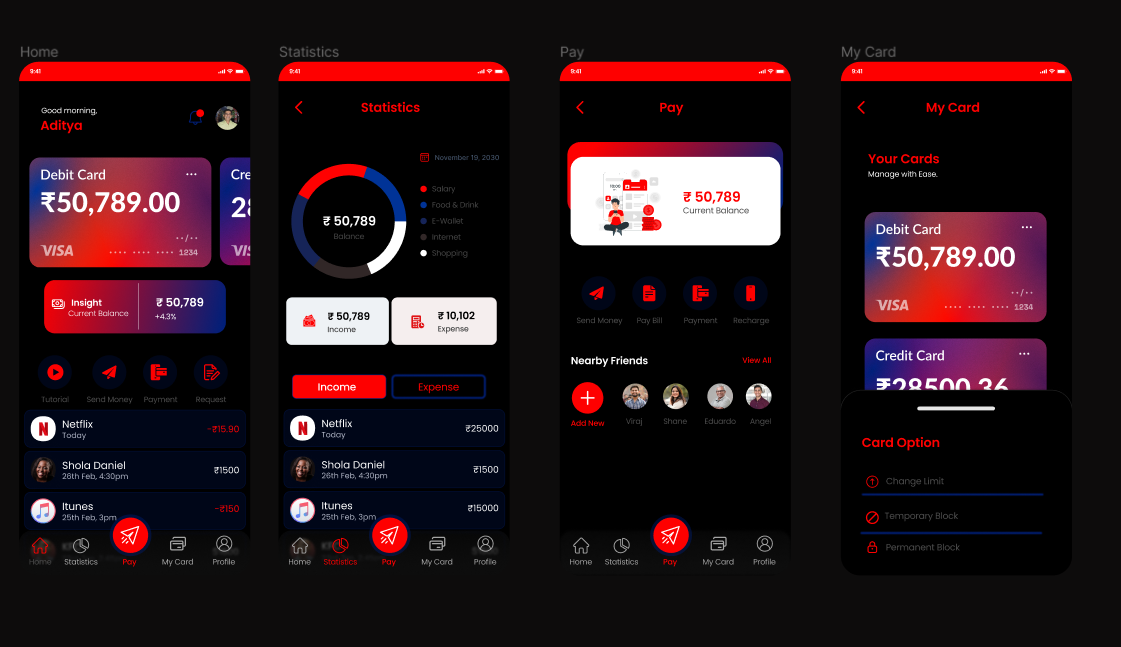 Home
9:41
Good morning,
Aditya
Debit Card
₹50,789.00
VISA
••/••
•••• •••• •••• 1234
Cre
28
Insight
Current Balance
₹ 50,789
+4.3%
Tutorial
Send Money
Payment
Request
Netflix
Today
-₹15.90
Shola Daniel
26th Feb, 4:30pm
₹1500
Itunes
25th Feb, 3pm
-₹150
Home
Statistics
Pay
My Card
Profile
Statistics
9:41
Statistics
November 19, 2030
₹ 50,789
Balance
Salary
Food & Drink
E-Wallet
Internet
Shopping
₹ 50,789
Income
₹ 10,102
Expense
Income
Expense
Netflix
Today
₹25000
Shola Daniel
26th Feb, 4:30pm
₹1500
Itunes
25th Feb, 3pm
₹15000
Home
Statistics
Pay
My Card
Profile
Pay
9:41
Pay
10:00
₹ 50,789
Current Balance
Send Money
Pay Bill
Payment
Recharge
Nearby Friends
View All
Add New
Viraj
Shane
Eduardo
Angel
Home
Statistics
Pay
My Card
Profile
My Card
9:41
My Card
Your Cards
Manage with Ease.
Debit Card
₹50,789.00
VISA
••/••
•••• •••• •••• 1234
Credit Card
₹28500.36
Card Option
Change Limit
Temporary Block
Permanent Block